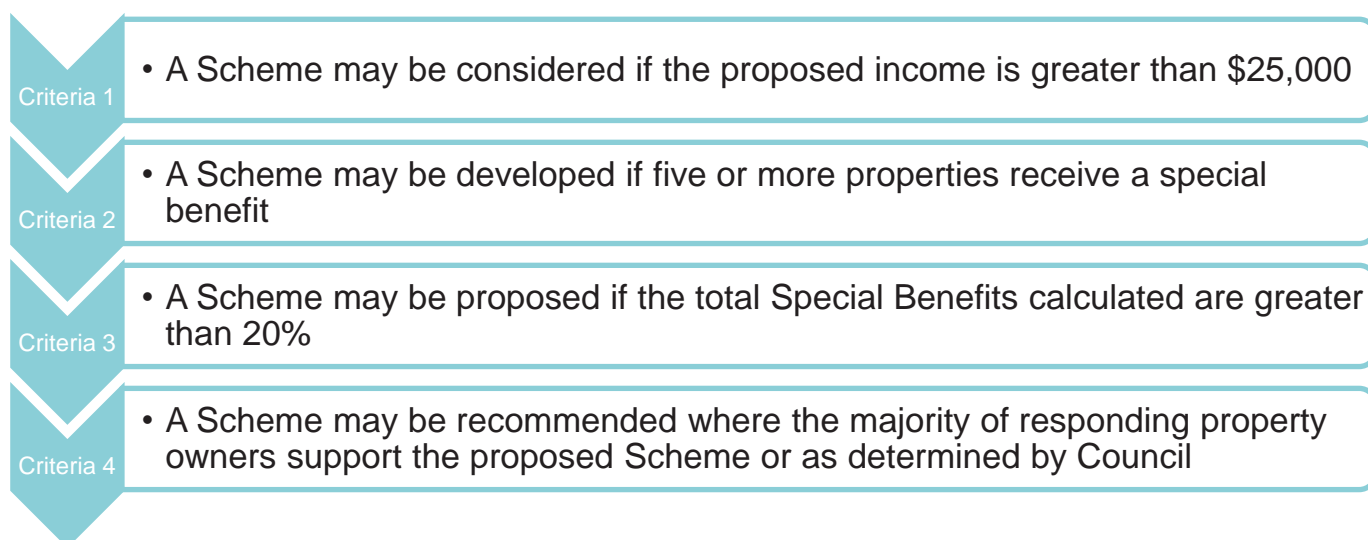 Criteria 1
• A Scheme may be considered if the proposed income is greater than $25,000
Criteria 2
• A Scheme may be developed if five or more properties receive a special
benefit
Criteria 3
• A Scheme may be proposed if the total Special Benefits calculated are greater
than 20%
Criteria 4
• A Scheme may be recommended where the majority of responding property
owners support the proposed Scheme or as determined by Council